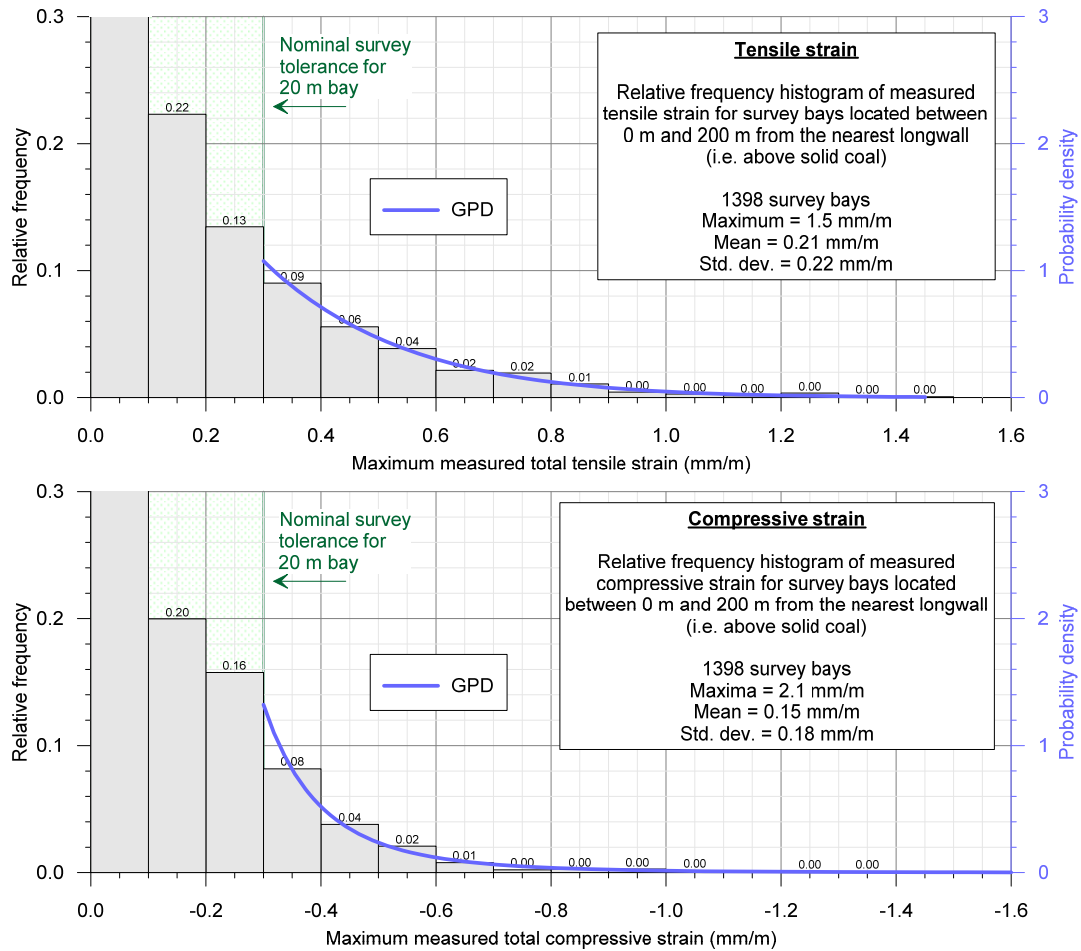 0.3
0.2
0.1
0.0
Relative frequency
0.22
0.13
0.09
0.06
0.04
0.02
0.02
0.01
0.00
0.00
0.00
0.00
0.00
0.00
Nominal survey
tolerance for
20 m bay
GPD
Tensile strain
Relative frequency histogram of measured
tensile strain for survey bays located between
0 m and 200 m from the nearest longwall
(i.e. above solid coal)
1398 survey bays
Maximum = 1.5 mm/m
Mean = 0.21 mm/m
Std. dev. = 0.22 mm/m
3
2
1
0
Probability density
0.0
0.2
0.4
0.6
0.8
1.0
1.2
1.4
1.6
Maximum measured total tensile strain (mm/m)
0.3
0.2
0.1
0.0
Relative frequency
0.20
0.16
0.08
0.04
0.02
0.01
0.00
0.00
0.00
0.00
0.00
0.00
Nominal survey
tolerance for
20 m bay
GPD
Compressive strain
Relative frequency histogram of measured
compressive strain for survey bays located
between 0 m and 200 m from the nearest longwall
(i.e. above solid coal)
1398 survey bays
Maxima = 2.1 mm/m
Mean = 0.15 mm/m
Std. dev. = 0.18 mm/m
3
2
1
0
Probability density
0.0
-0.2
-0.4
-0.6
-0.8
-1.0
-1.2
-1.4
-1.6
Maximum measured total compressive strain (mm/m)